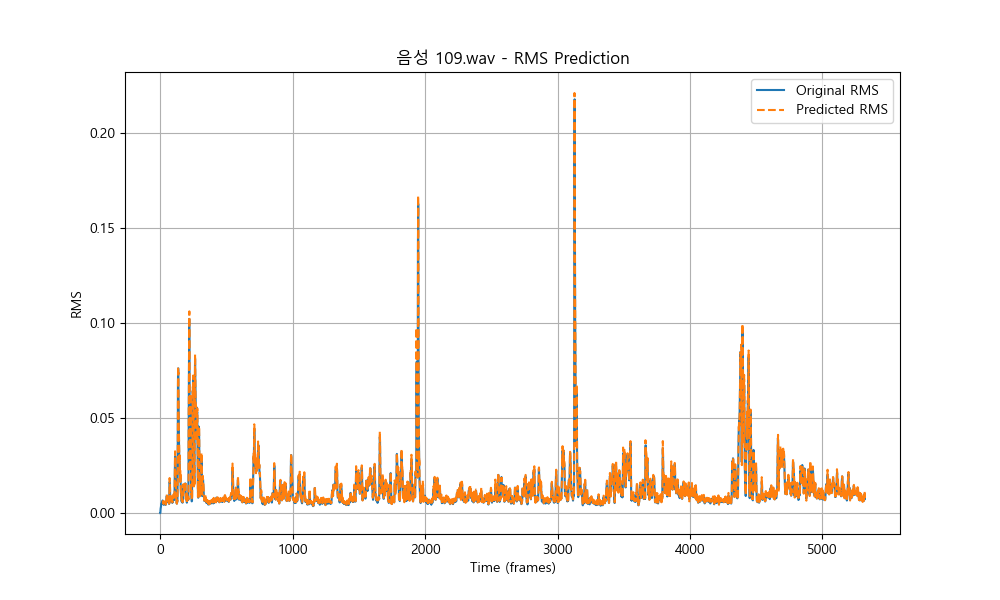 음성 109.wav - RMS Prediction
Original RMS
Predicted RMS
0.20
0.15
0.10
0.05
0.00
RMS
0 1000 2000 3000 4000 5000
Time (frames)